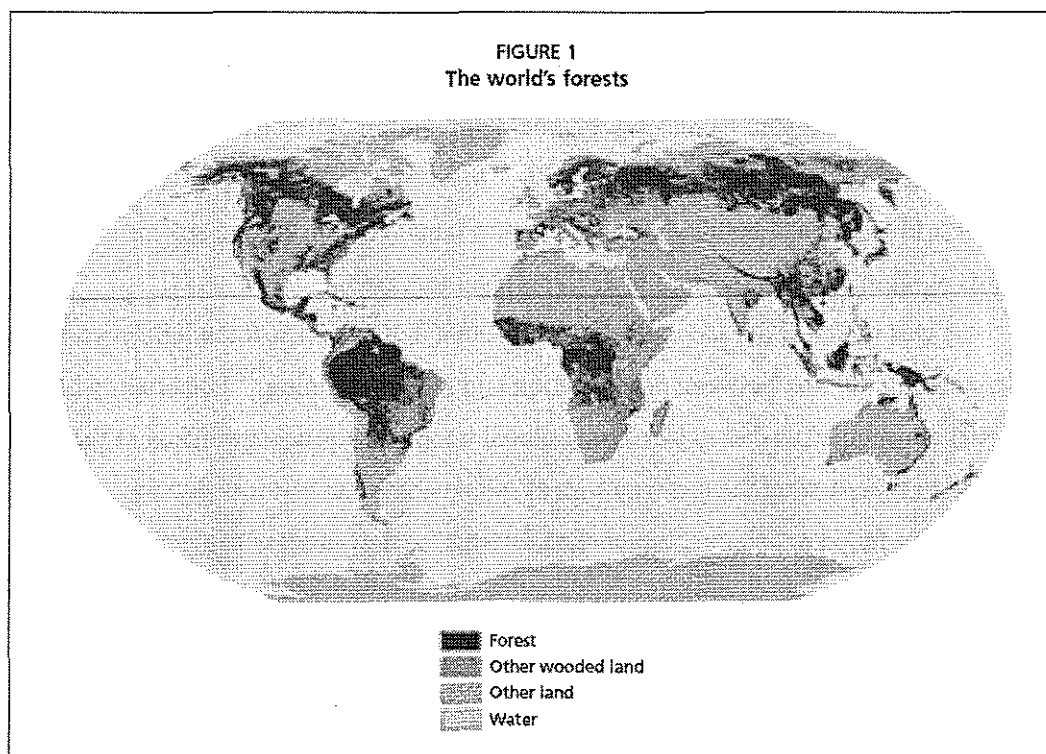 FIGURE 1
The world's forests
Forest
Other wooded land
Other land
Water